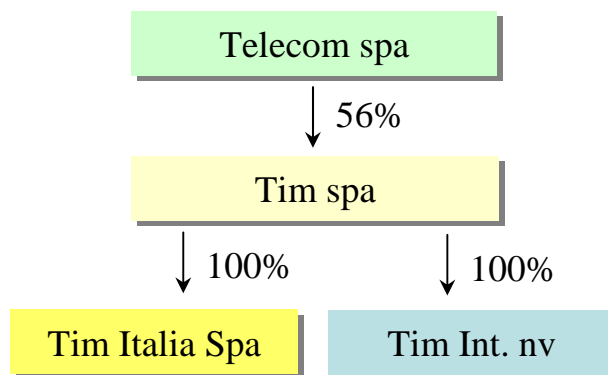 Telecom spa
56%
Tim spa
100%
100%
Tim Italia Spa
Tim Int. nv